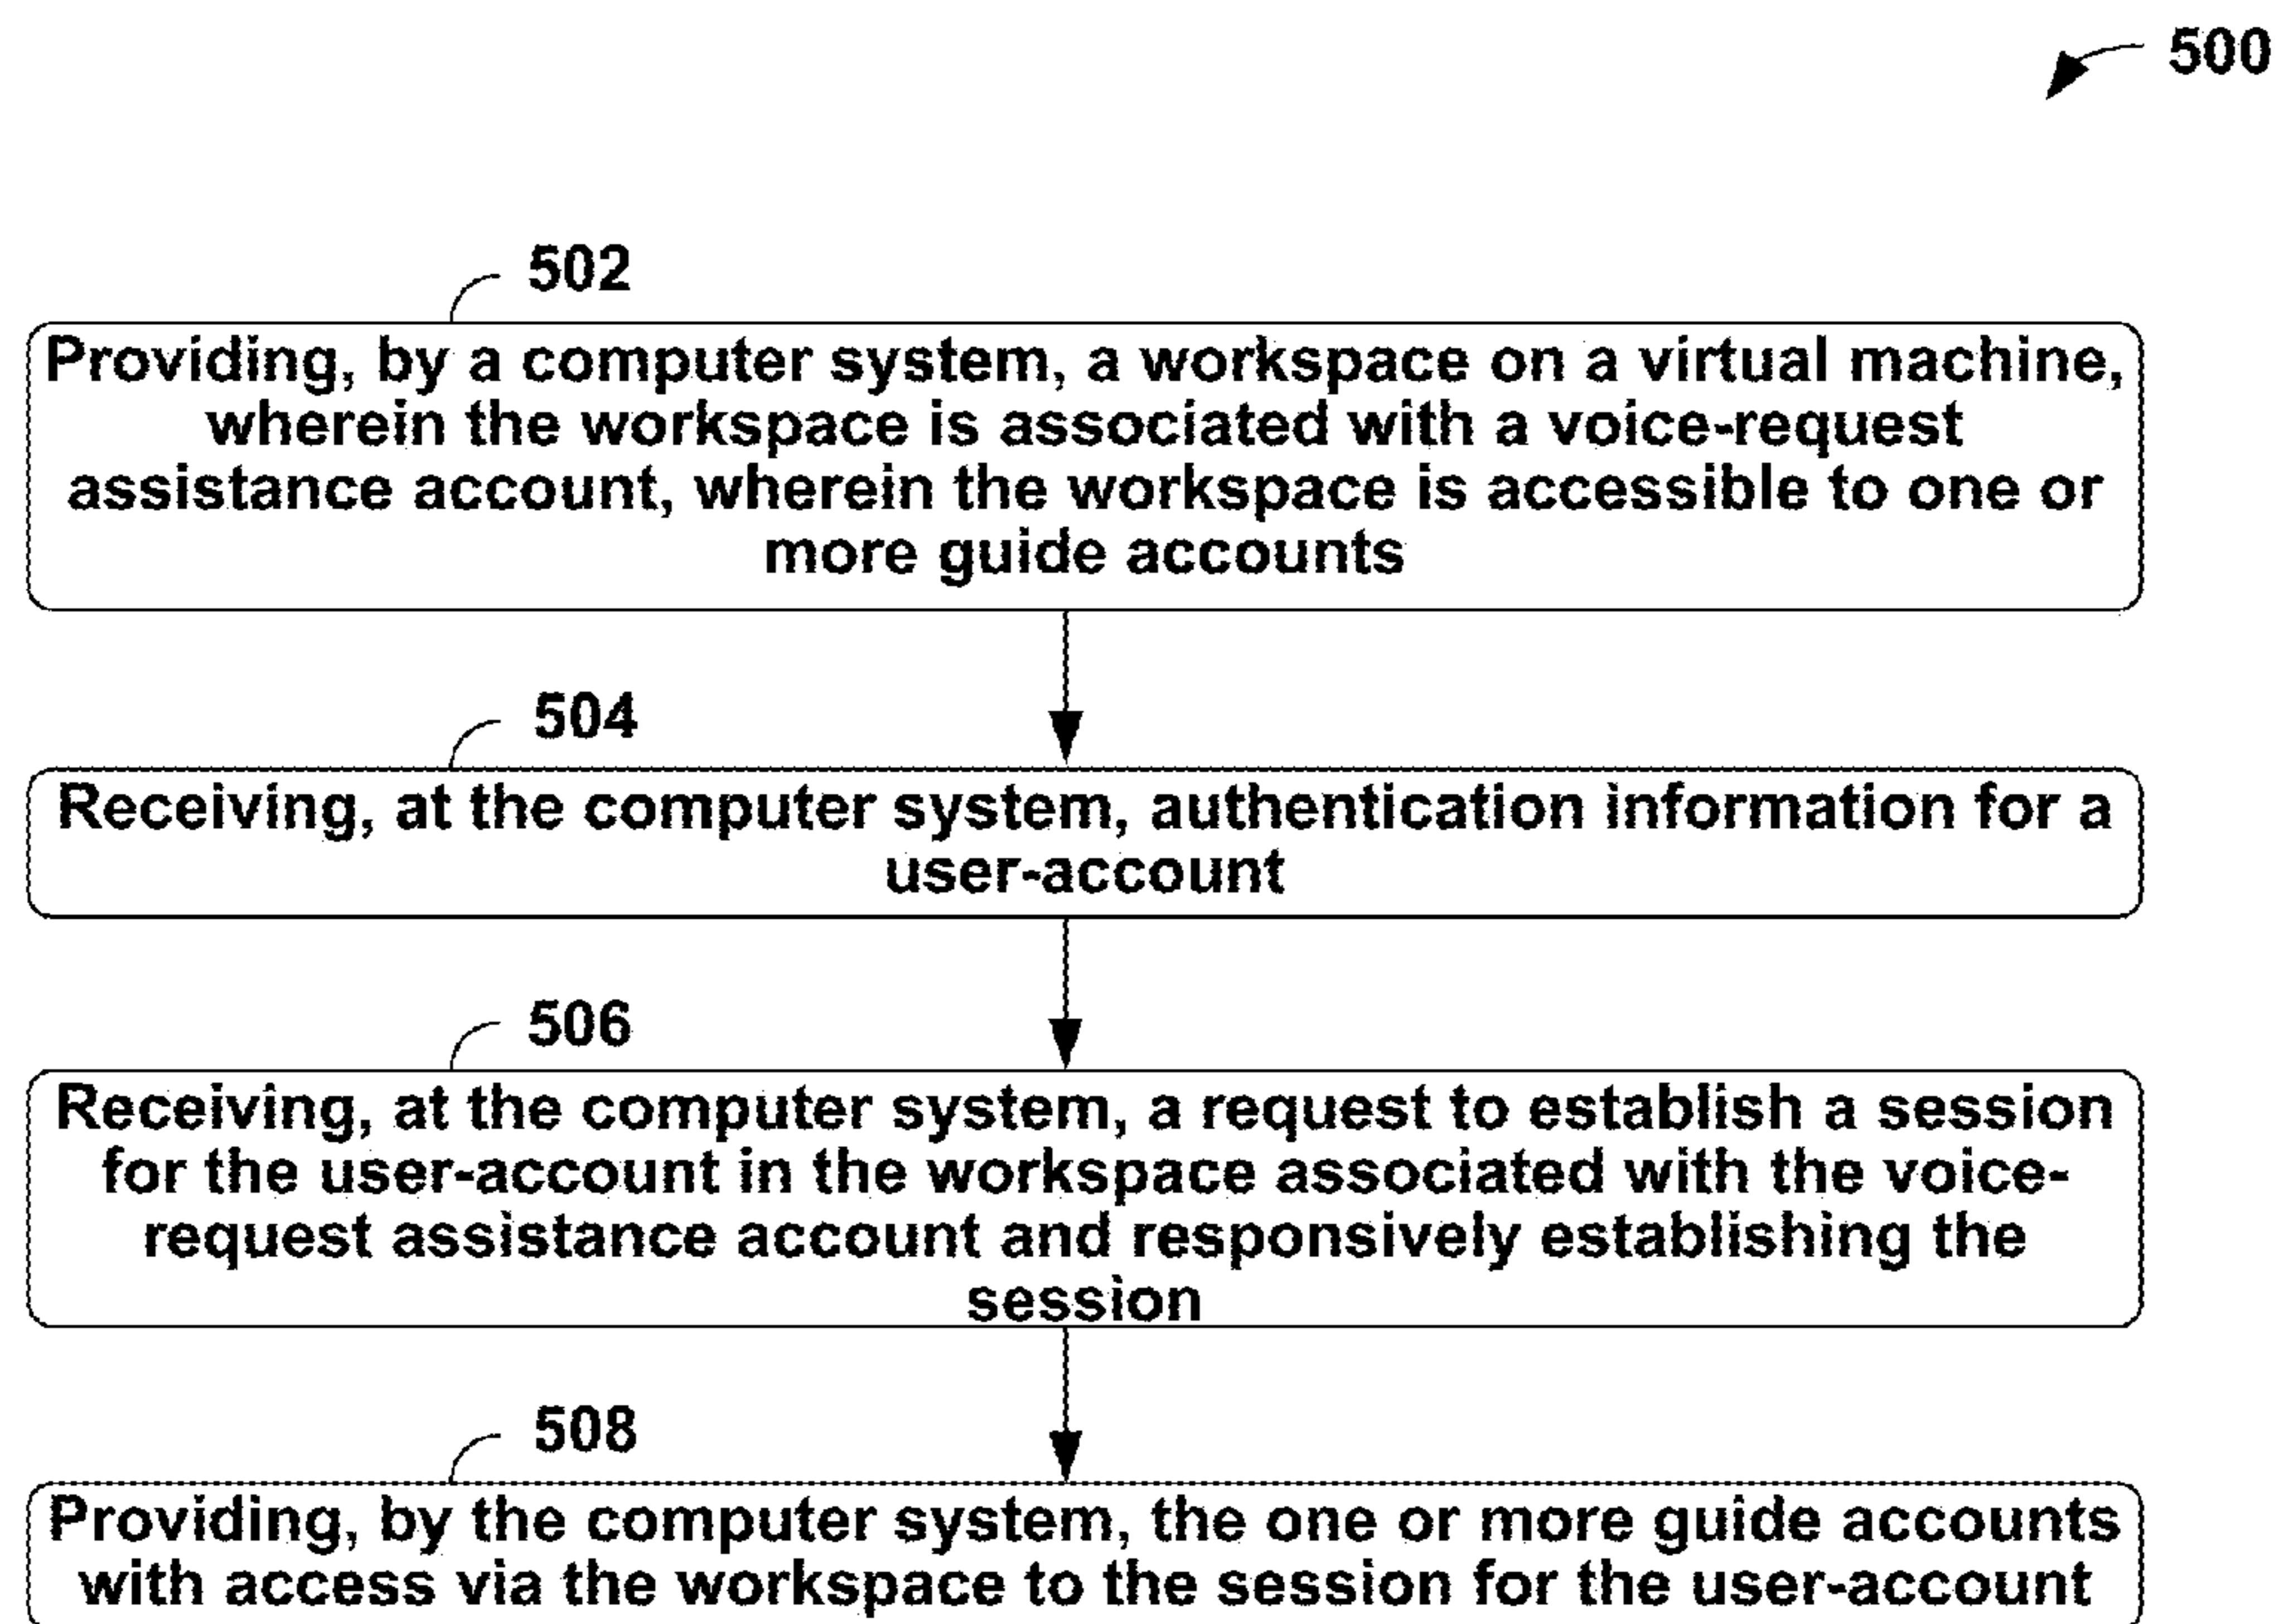 500
502
Providing, by a computer system, a workspace on a virtual machine,
wherein the workspace is associated with a voice-request
assistance account, wherein the workspace is accessible to one or
more guide accounts
504
Receiving, at the computer system, authentication information for a
user-account
506
Receiving, at the computer system, a request to establish a session
for the user-account in the workspace associated with the voice-
request assistance account and responsively establishing the
session
508
Providing, by the computer system, the one or more guide accounts
with access via the workspace to the session for the user-account